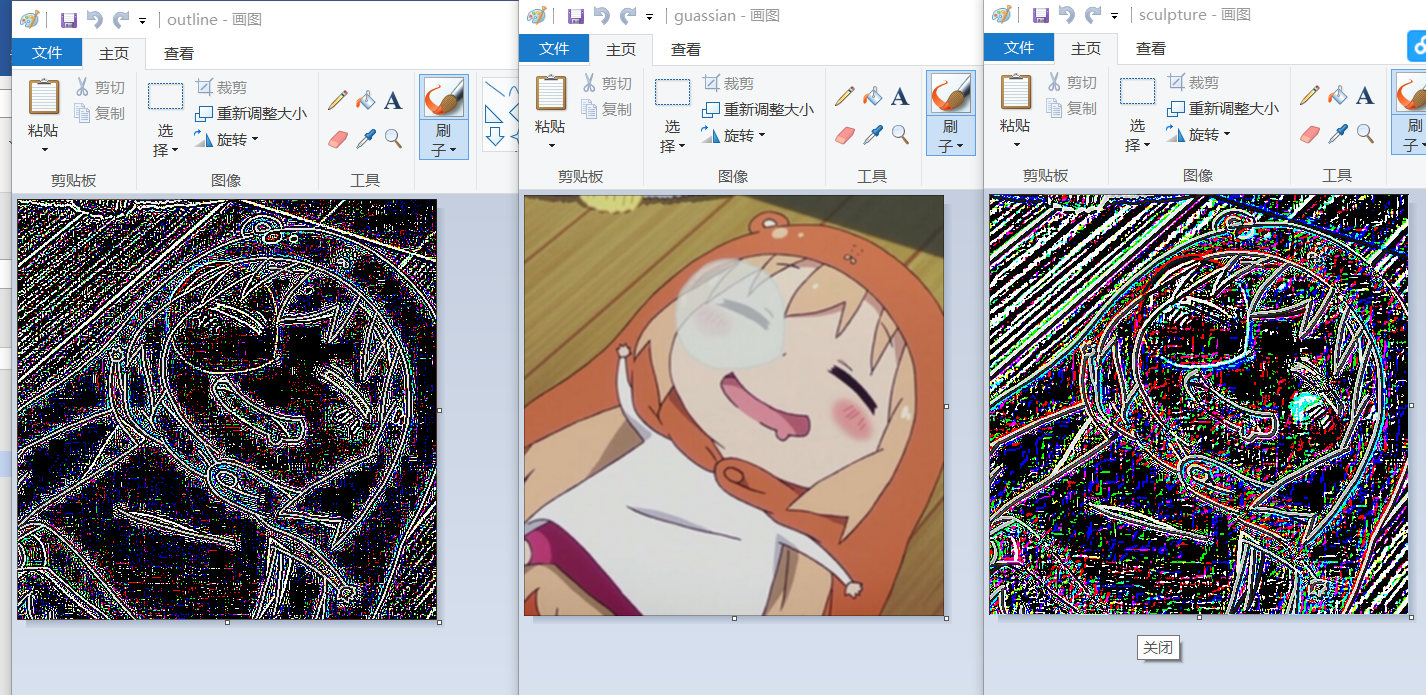 outline - 画图
文件 主页 查看
粘贴
剪切
复制
选择
裁剪
重新调整大小
旋转
A
刷子
剪贴板 图像 工具
guassian - 画图
文件 主页 查看
粘贴
剪切
复制
选择
裁剪
重新调整大小
旋转
A
刷子
剪贴板 图像 工具
sculpture - 画图
文件 主页 查看
粘贴
剪切
复制
选择
裁剪
重新调整大小
旋转
A
刷子
剪贴板 图像 工具
关闭